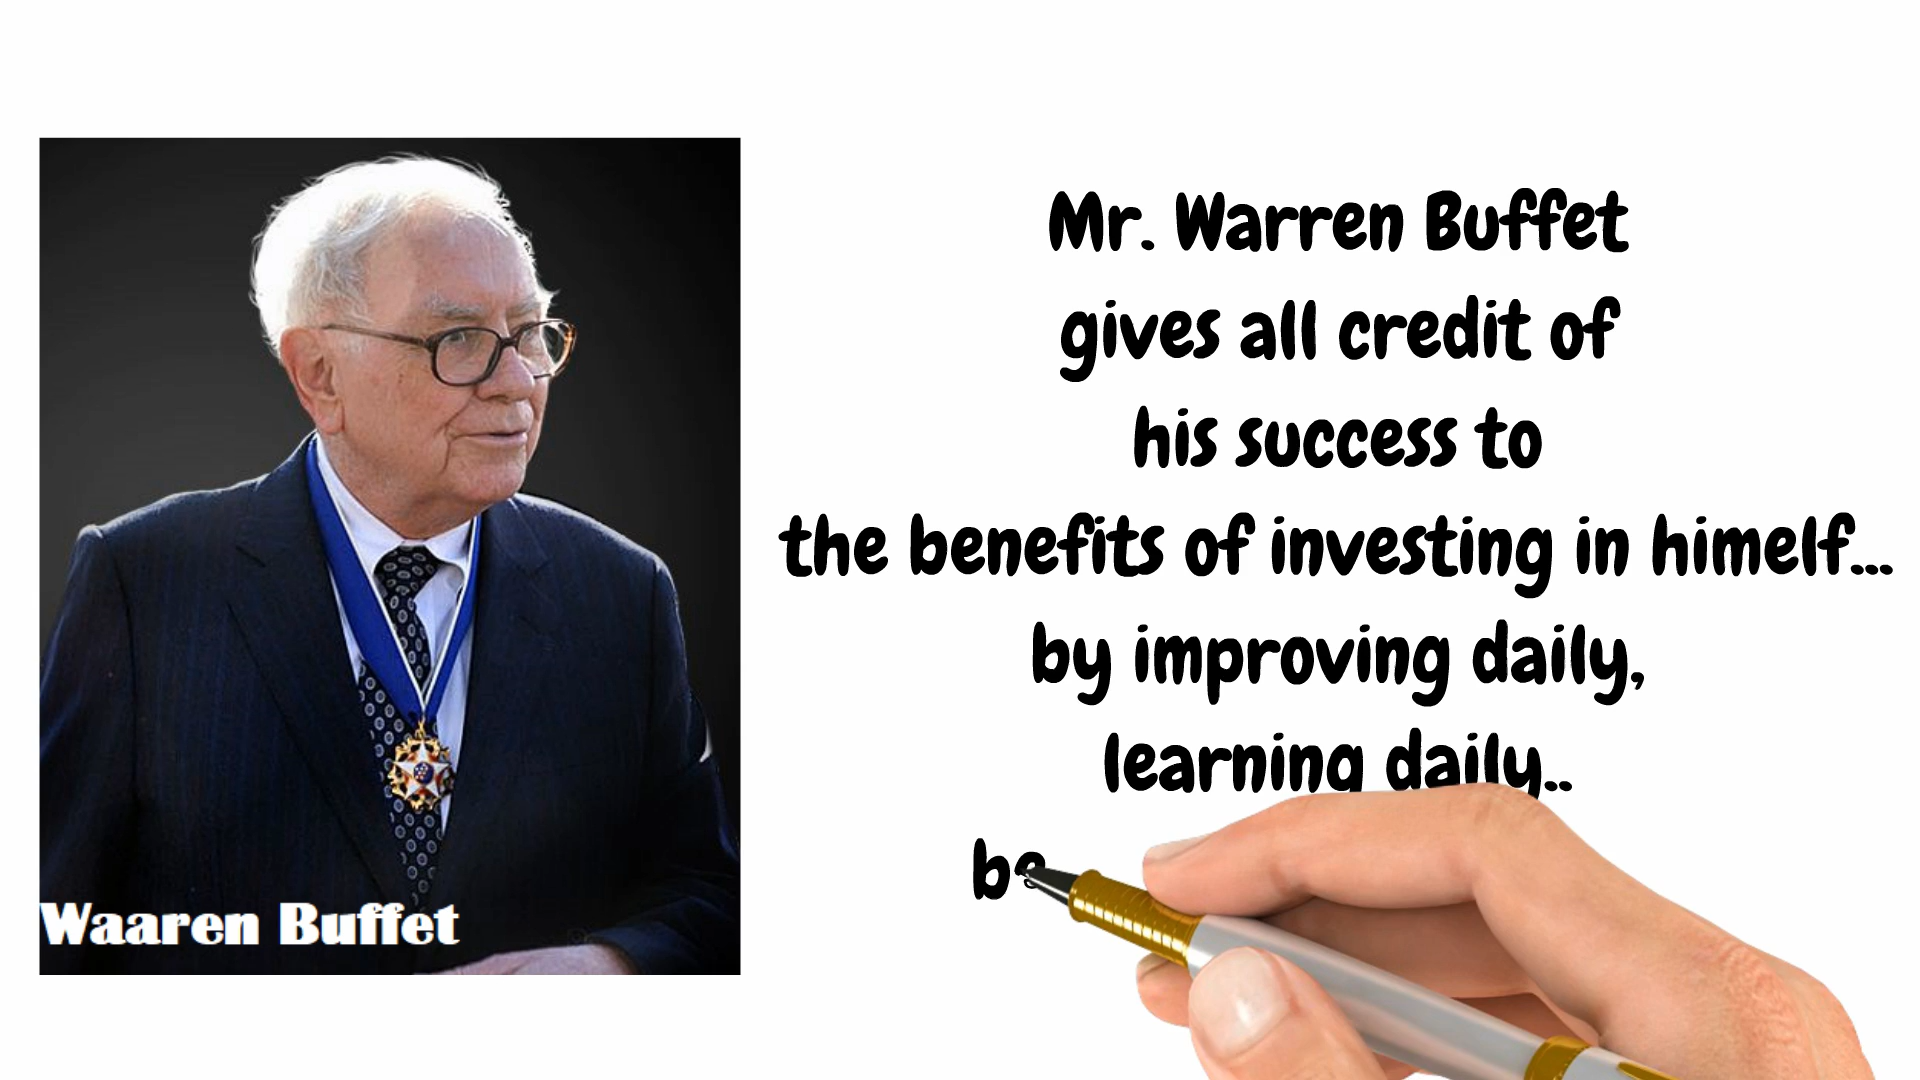 Mr. Warren Buffet
gives all credit of
his success to
the benefits of investing in himelf...
by improving daily,
learning daily..
be
Waaren Buffet